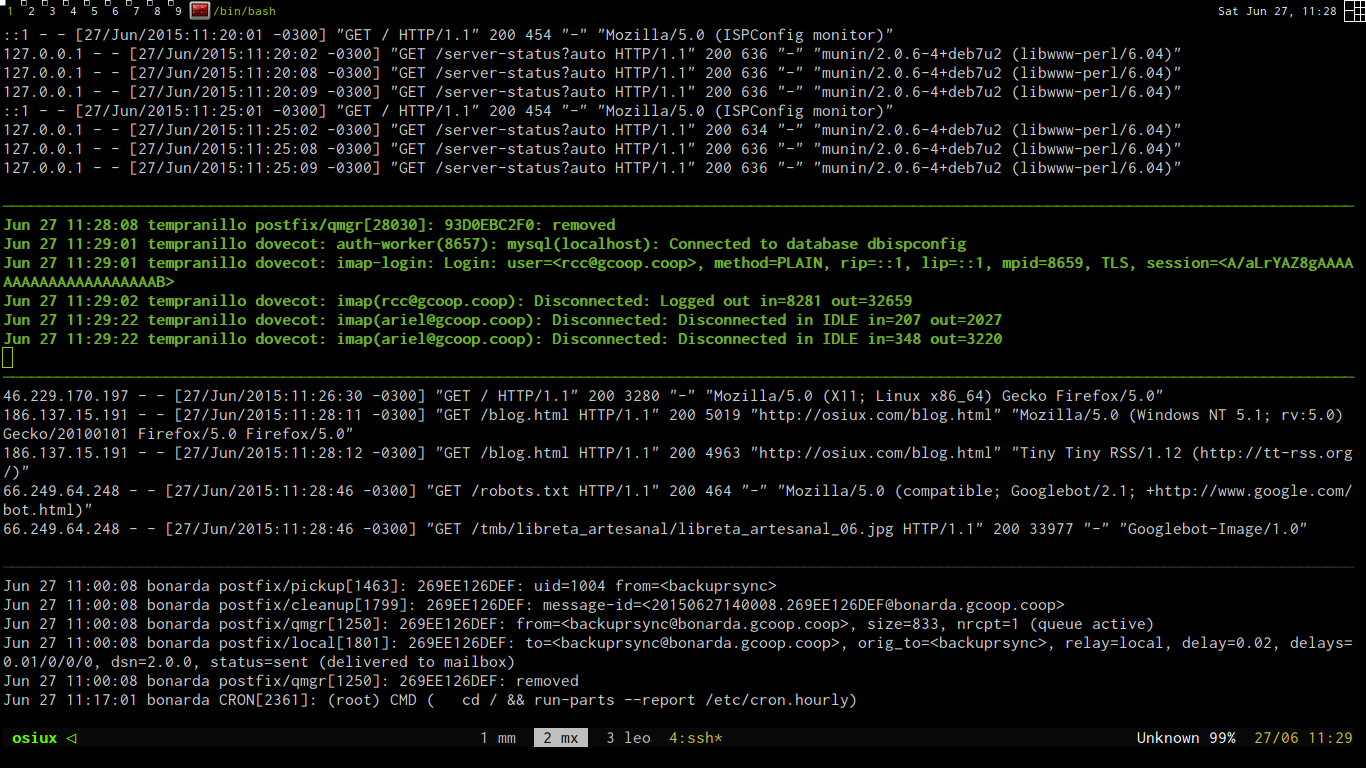 1 2 3 4 5 6 7 8 9 /bin/bash Sat Jun 27, 11:28
::1 - - [27/Jun/2015:11:20:01 -0300] "GET / HTTP/1.1" 200 454 "-" "Mozilla/5.0 (ISPConfig monitor)"
127.0.0.1 - - [27/Jun/2015:11:20:02 -0300] "GET /server-status?auto HTTP/1.1" 200 636 "-" "munin/2.0.6-4+deb7u2 (libwww-perl/6.04)"
127.0.0.1 - - [27/Jun/2015:11:20:08 -0300] "GET /server-status?auto HTTP/1.1" 200 636 "-" "munin/2.0.6-4+deb7u2 (libwww-perl/6.04)"
127.0.0.1 - - [27/Jun/2015:11:20:09 -0300] "GET /server-status?auto HTTP/1.1" 200 636 "-" "munin/2.0.6-4+deb7u2 (libwww-perl/6.04)"
::1 - - [27/Jun/2015:11:25:01 -0300] "GET / HTTP/1.1" 200 454 "-" "Mozilla/5.0 (ISPConfig monitor)"
127.0.0.1 - - [27/Jun/2015:11:25:02 -0300] "GET /server-status?auto HTTP/1.1" 200 634 "-" "munin/2.0.6-4+deb7u2 (libwww-perl/6.04)"
127.0.0.1 - - [27/Jun/2015:11:25:08 -0300] "GET /server-status?auto HTTP/1.1" 200 636 "-" "munin/2.0.6-4+deb7u2 (libwww-perl/6.04)"
127.0.0.1 - - [27/Jun/2015:11:25:09 -0300] "GET /server-status?auto HTTP/1.1" 200 636 "-" "munin/2.0.6-4+deb7u2 (libwww-perl/6.04)"
Jun 27 11:28:08 tempranillo postfix/qmgr[28030]: 93D0EBC2F0: removed
Jun 27 11:29:01 tempranillo dovecot: auth-worker(8657): mysql(localhost): Connected to database dbispconfig
Jun 27 11:29:01 tempranillo dovecot: imap-login: Login: user=<rcc@gcoop.coop>, method=PLAIN, rip=::1, lip=::1, mpid=8659, TLS, session=<A/aLrYAZ8gAAAA
AAAAAAAAAAAAAAAAAB>
Jun 27 11:29:02 tempranillo dovecot: imap(rcc@gcoop.coop): Disconnected: Logged out in=8281 out=32659
Jun 27 11:29:22 tempranillo dovecot: imap(ariel@gcoop.coop): Disconnected: Disconnected in IDLE in=207 out=2027
Jun 27 11:29:22 tempranillo dovecot: imap(ariel@gcoop.coop): Disconnected: Disconnected in IDLE in=348 out=3220
46.229.170.197 - - [27/Jun/2015:11:26:30 -0300] "GET / HTTP/1.1" 200 3280 "-" "Mozilla/5.0 (X11; Linux x86_64) Gecko Firefox/5.0"
186.137.15.191 - - [27/Jun/2015:11:28:11 -0300] "GET /blog.html HTTP/1.1" 200 5019 "http://osiux.com/blog.html" "Mozilla/5.0 (Windows NT 5.1; rv:5.0)
Gecko/20100101 Firefox/5.0 Firefox/5.0"
186.137.15.191 - - [27/Jun/2015:11:28:12 -0300] "GET /blog.html HTTP/1.1" 200 4963 "http://osiux.com/blog.html" "Tiny Tiny RSS/1.12 (http://tt-rss.org
/)"
66.249.64.248 - - [27/Jun/2015:11:28:46 -0300] "GET /robots.txt HTTP/1.1" 200 464 "-" "Mozilla/5.0 (compatible; Googlebot/2.1; +http://www.google.com/
bot.html)"
66.249.64.248 - - [27/Jun/2015:11:28:46 -0300] "GET /tmb/libreta_artesanal/libreta_artesanal_06.jpg HTTP/1.1" 200 33977 "-" "Googlebot-Image/1.0"
Jun 27 11:00:08 bonarda postfix/pickup[1463]: 269EE126DEF: uid=1004 from=<backuprsync>
Jun 27 11:00:08 bonarda postfix/cleanup[1799]: 269EE126DEF: message-id=<20150627140008.269EE126DEF@bonarda.gcoop.coop>
Jun 27 11:00:08 bonarda postfix/qmgr[1250]: 269EE126DEF: from=<backuprsync@bonarda.gcoop.coop>, size=833, nrcpt=1 (queue active)
Jun 27 11:00:08 bonarda postfix/local[1801]: 269EE126DEF: to=<backuprsync@bonarda.gcoop.coop>, orig_to=<backuprsync>, relay=local, delay=0.02, delays=
0.01/0/0/0, dsn=2.0.0, status=sent (delivered to mailbox)
Jun 27 11:00:08 bonarda postfix/qmgr[1250]: 269EE126DEF: removed
Jun 27 11:17:01 bonarda CRON[2361]: (root) CMD (   cd / && run-parts --report /etc/cron.hourly)
osiux ◁ 1 mm 2 mx 3 leo 4:ssh* Unknown 99% 27/06 11:29